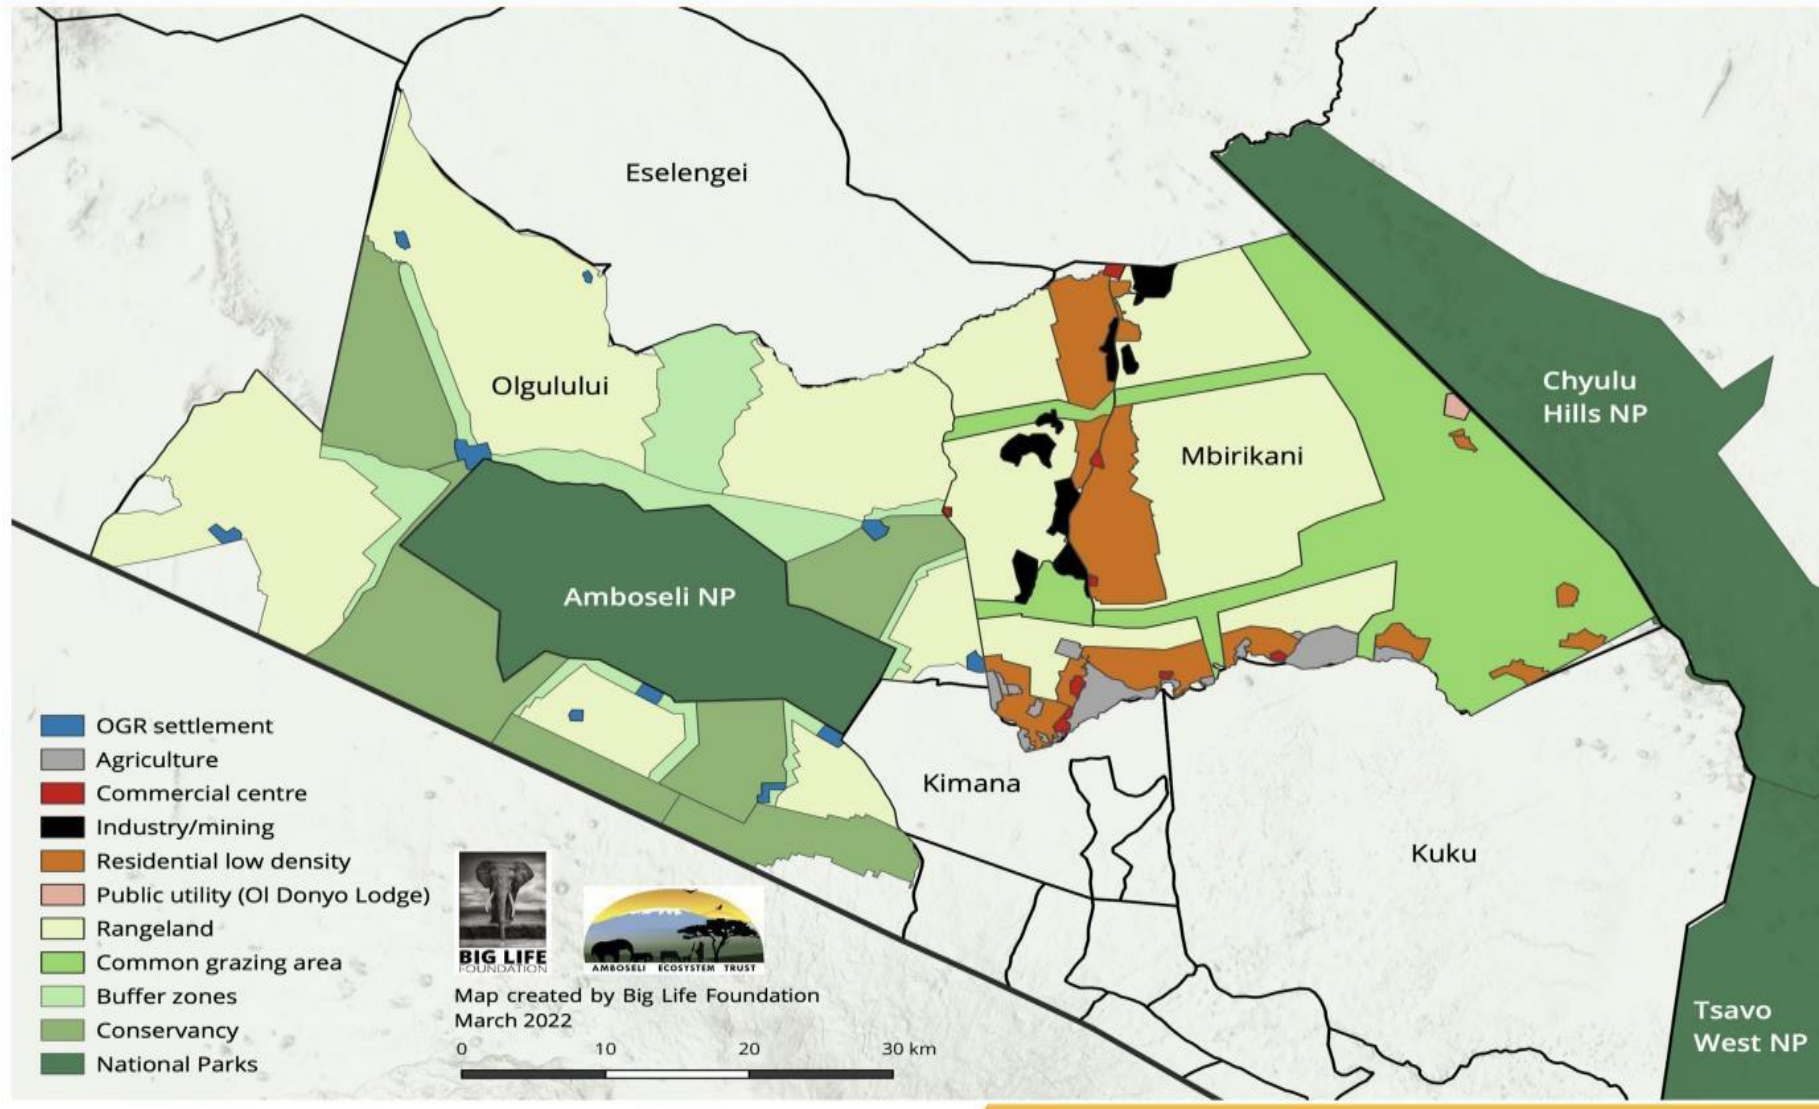 Eselengei
Olgulului
Chyulu
Hills NP
Mbirikani
Amboseli NP
Kimana
Kuku
Tsavo
West NP
OGR settlement
Agriculture
Commercial centre
Industry/mining
Residential low density
Public utility (Ol Donyo Lodge)
Rangeland
Common grazing area
Buffer zones
Conservancy
National Parks
BIG LIFE
FOUNDATION
AMBOSELI ECOSYSTEM TRUST
Map created by Big Life Foundation
March 2022
0 10 20 30 km